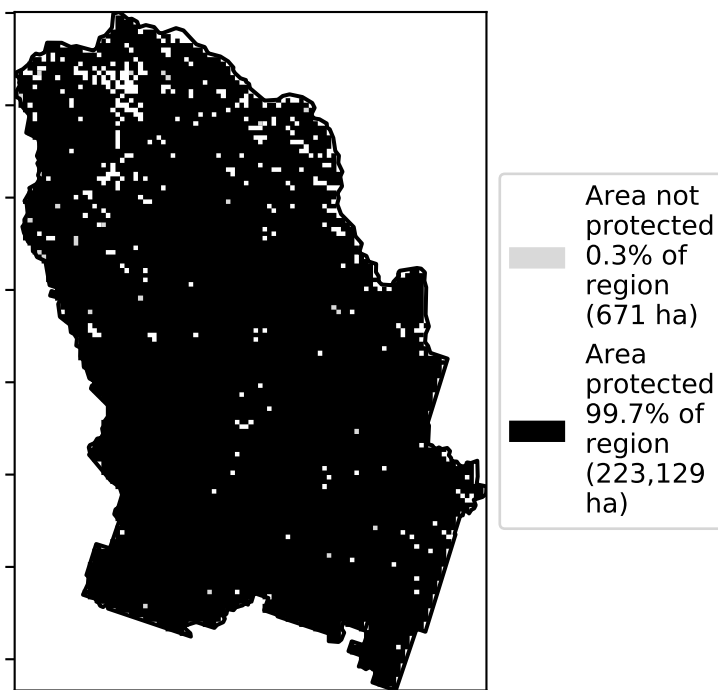 Area not
protected
0.3% of
region
(671 ha)
Area
protected
99.7% of
region
(223,129
ha)